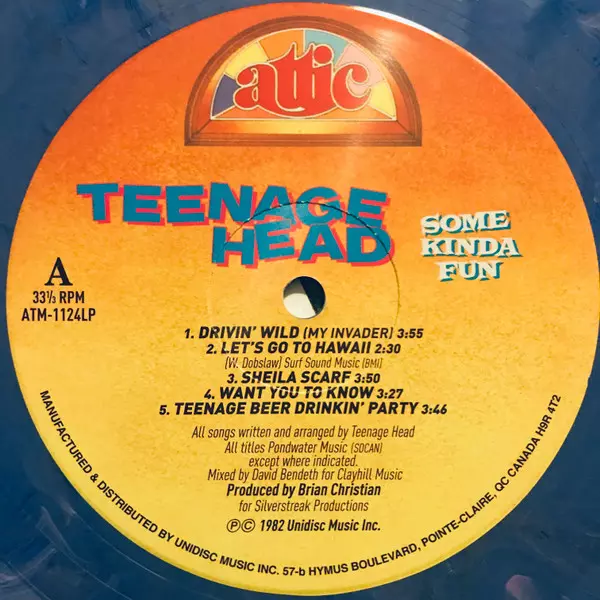 attic
TEENAGE
HEAD
SOME
KINDA
FUN
A
33⅓ RPM
ATM-1124LP
1. DRIVIN' WILD (MY INVADER) 3:55
2. LET'S GO TO HAWAII 2:30
(W. Dobslaw) Surf Sound Music (BMI)
3. SHEILA SCARF 3:50
4. WANT YOU TO KNOW 3:27
5. TEENAGE BEER DRINKIN' PARTY 3:46
All songs written and arranged by Teenage Head
All titles Pondwater Music (SOCAN)
except where indicated.
Mixed by David Bendeth for Clayhill Music
Produced by Brian Christian
for Silverstreak Productions
℗© 1982 Unidisc Music Inc.
MANUFACTURED & DISTRIBUTED BY UNIDISC MUSIC INC. 57-b HYMUS BOULEVARD, POINTE-CLAIRE, QC CANADA H9R 4T2